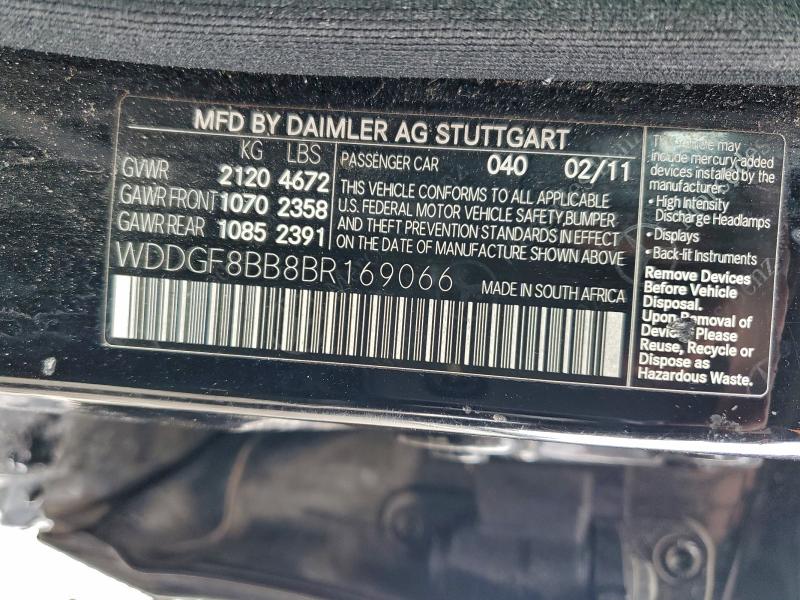 MFD BY DAIMLER AG STUTTGART
KG LBS
GVWR 2120 4672
GAWR FRONT 1070 2358
GAWR REAR 1085 2391
PASSENGER CAR 040 02/11
THIS VEHICLE CONFORMS TO ALL APPLICABLE
U.S. FEDERAL MOTOR VEHICLE SAFETY,BUMPER
AND THEFT PREVENTION STANDARDS IN EFFECT
ON THE DATE OF MANUFACTURE SHOWN ABOVE
WDDGF8BB8BR169066
MADE IN SOUTH AFRICA
This vehicle may
include mercury-added
devices installed by the
manufacturer:
• High Intensity
Discharge Headlamps
• Displays
• Back-lit Instruments
Remove Devices
Before Vehicle
Disposal.
Upon Removal of
Devices Please
Reuse, Recycle or
Dispose as
Hazardous Waste.